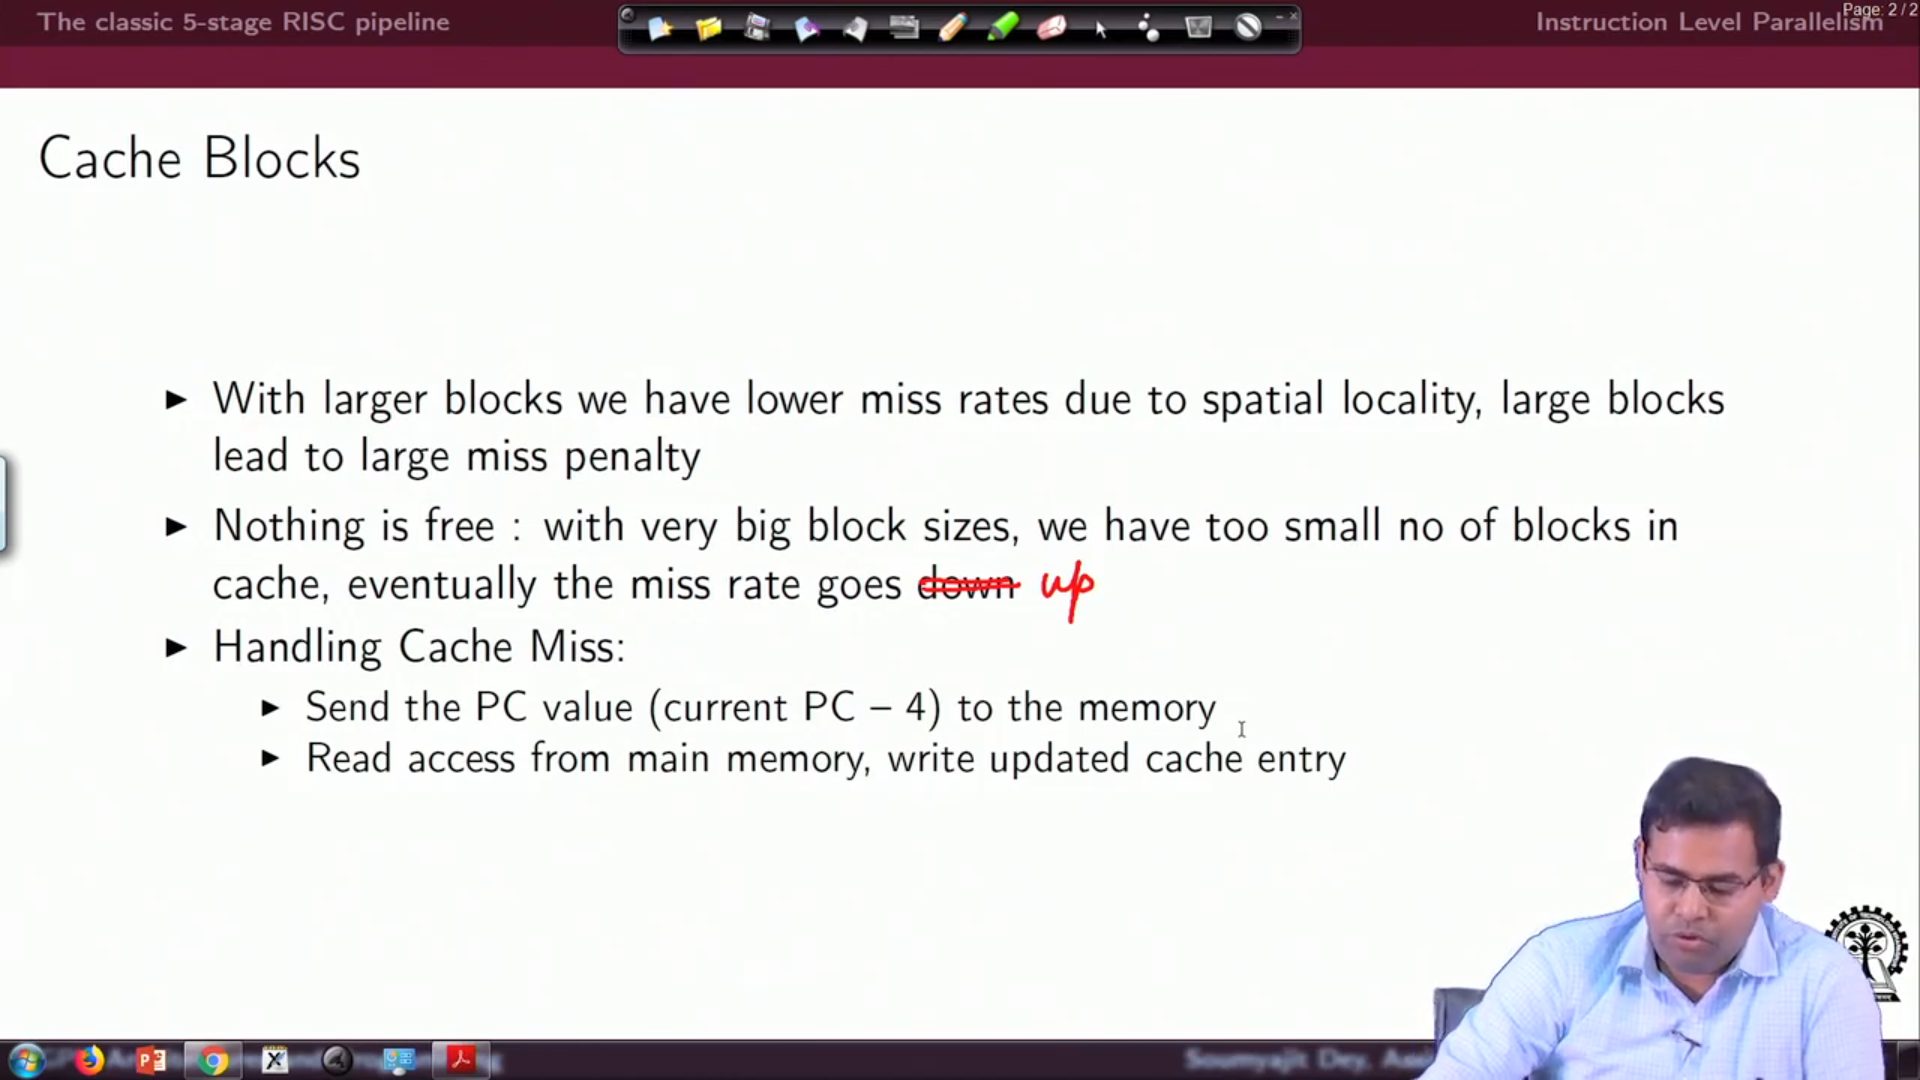 The classic 5-stage RISC pipeline
Instruction Level Parallelism
Page: 2 / 2
Cache Blocks
► With larger blocks we have lower miss rates due to spatial locality, large blocks
lead to large miss penalty
► Nothing is free : with very big block sizes, we have too small no of blocks in
cache, eventually the miss rate goes down up
► Handling Cache Miss:
► Send the PC value (current PC – 4) to the memory
► Read access from main memory, write updated cache entry
Soumyajit Dey,